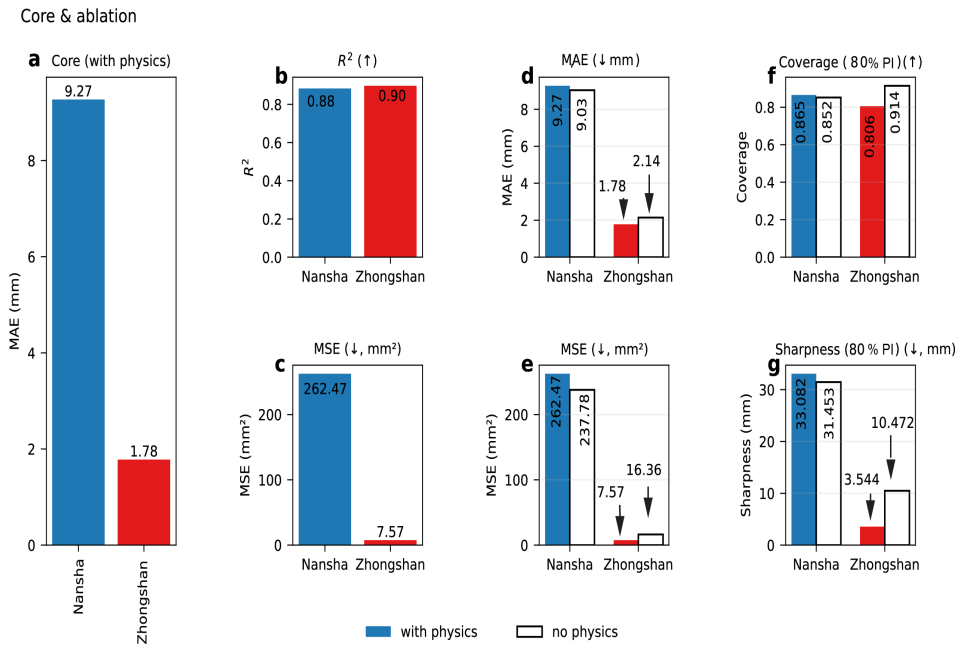 Core & ablation
a Core (with physics)
MAE (mm)
8
6
4
2
0
9.27
1.78
Nansha
Zhongshan
b R² (↑)
R²
0.8
0.6
0.4
0.2
0.0
0.88
0.90
Nansha Zhongshan
c MSE (↓, mm²)
MSE (mm²)
200
100
0
262.47
7.57
Nansha Zhongshan
d MAE (↓ mm)
MAE (mm)
8
6
4
2
0
9.27
9.03
1.78
2.14
Nansha Zhongshan
e MSE (↓, mm²)
MSE (mm²)
200
100
0
262.47
237.78
7.57
16.36
Nansha Zhongshan
f Coverage (80% PI)(↑)
Coverage
0.8
0.6
0.4
0.2
0.0
0.865
0.852
0.806
0.914
Nansha Zhongshan
g Sharpness (80% PI) (↓, mm)
Sharpness (mm)
30
20
10
0
33.082
31.453
3.544
10.472
Nansha Zhongshan
with physics no physics